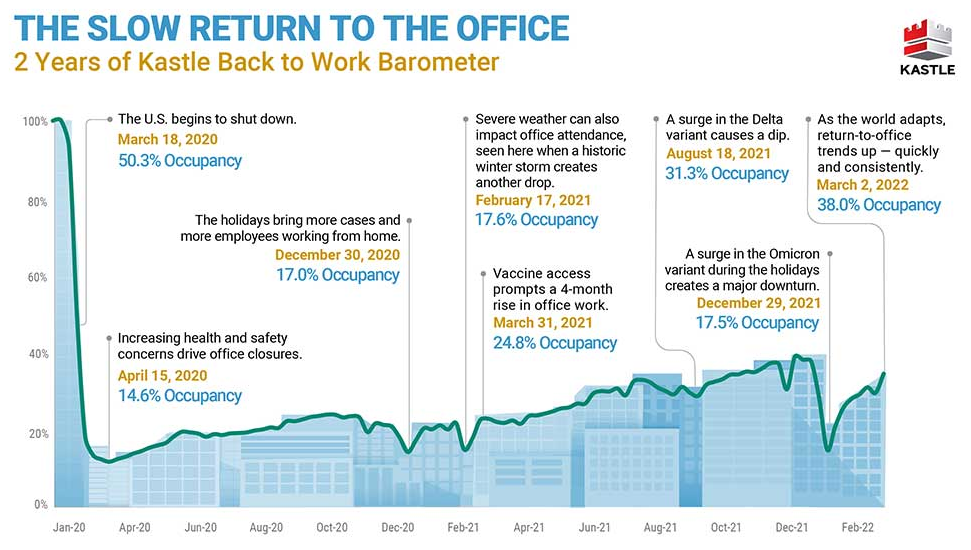 THE SLOW RETURN TO THE OFFICE
2 Years of Kastle Back to Work Barometer
KASTLE
100%
80%
60%
40%
20%
0%
The U.S. begins to shut down.
March 18, 2020
50.3% Occupancy
The holidays bring more cases and
more employees working from home.
December 30, 2020
17.0% Occupancy
Increasing health and safety
concerns drive office closures.
April 15, 2020
14.6% Occupancy
Severe weather can also
impact office attendance,
seen here when a historic
winter storm creates
another drop.
February 17, 2021
17.6% Occupancy
Vaccine access
prompts a 4-month
rise in office work.
March 31, 2021
24.8% Occupancy
A surge in the Delta
variant causes a dip.
August 18, 2021
31.3% Occupancy
A surge in the Omicron
variant during the holidays
creates a major downturn.
December 29, 2021
17.5% Occupancy
As the world adapts,
return-to-office
trends up — quickly
and consistently.
March 2, 2022
38.0% Occupancy
Jan-20
Apr-20
Jun-20
Aug-20
Oct-20
Dec-20
Feb-21
Apr-21
Jun-21
Aug-21
Oct-21
Dec-21
Feb-22